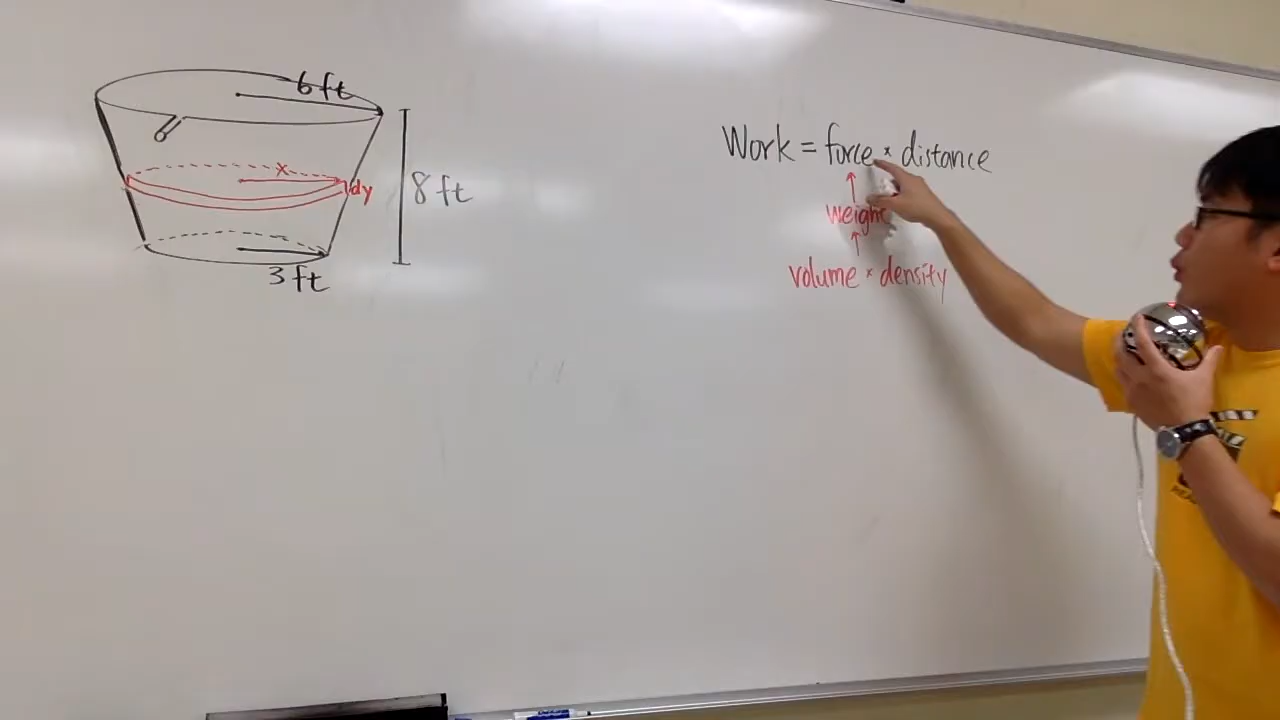 6 ft
x
dy
8 ft
3 ft
Work = force · distance
weight
volume · density